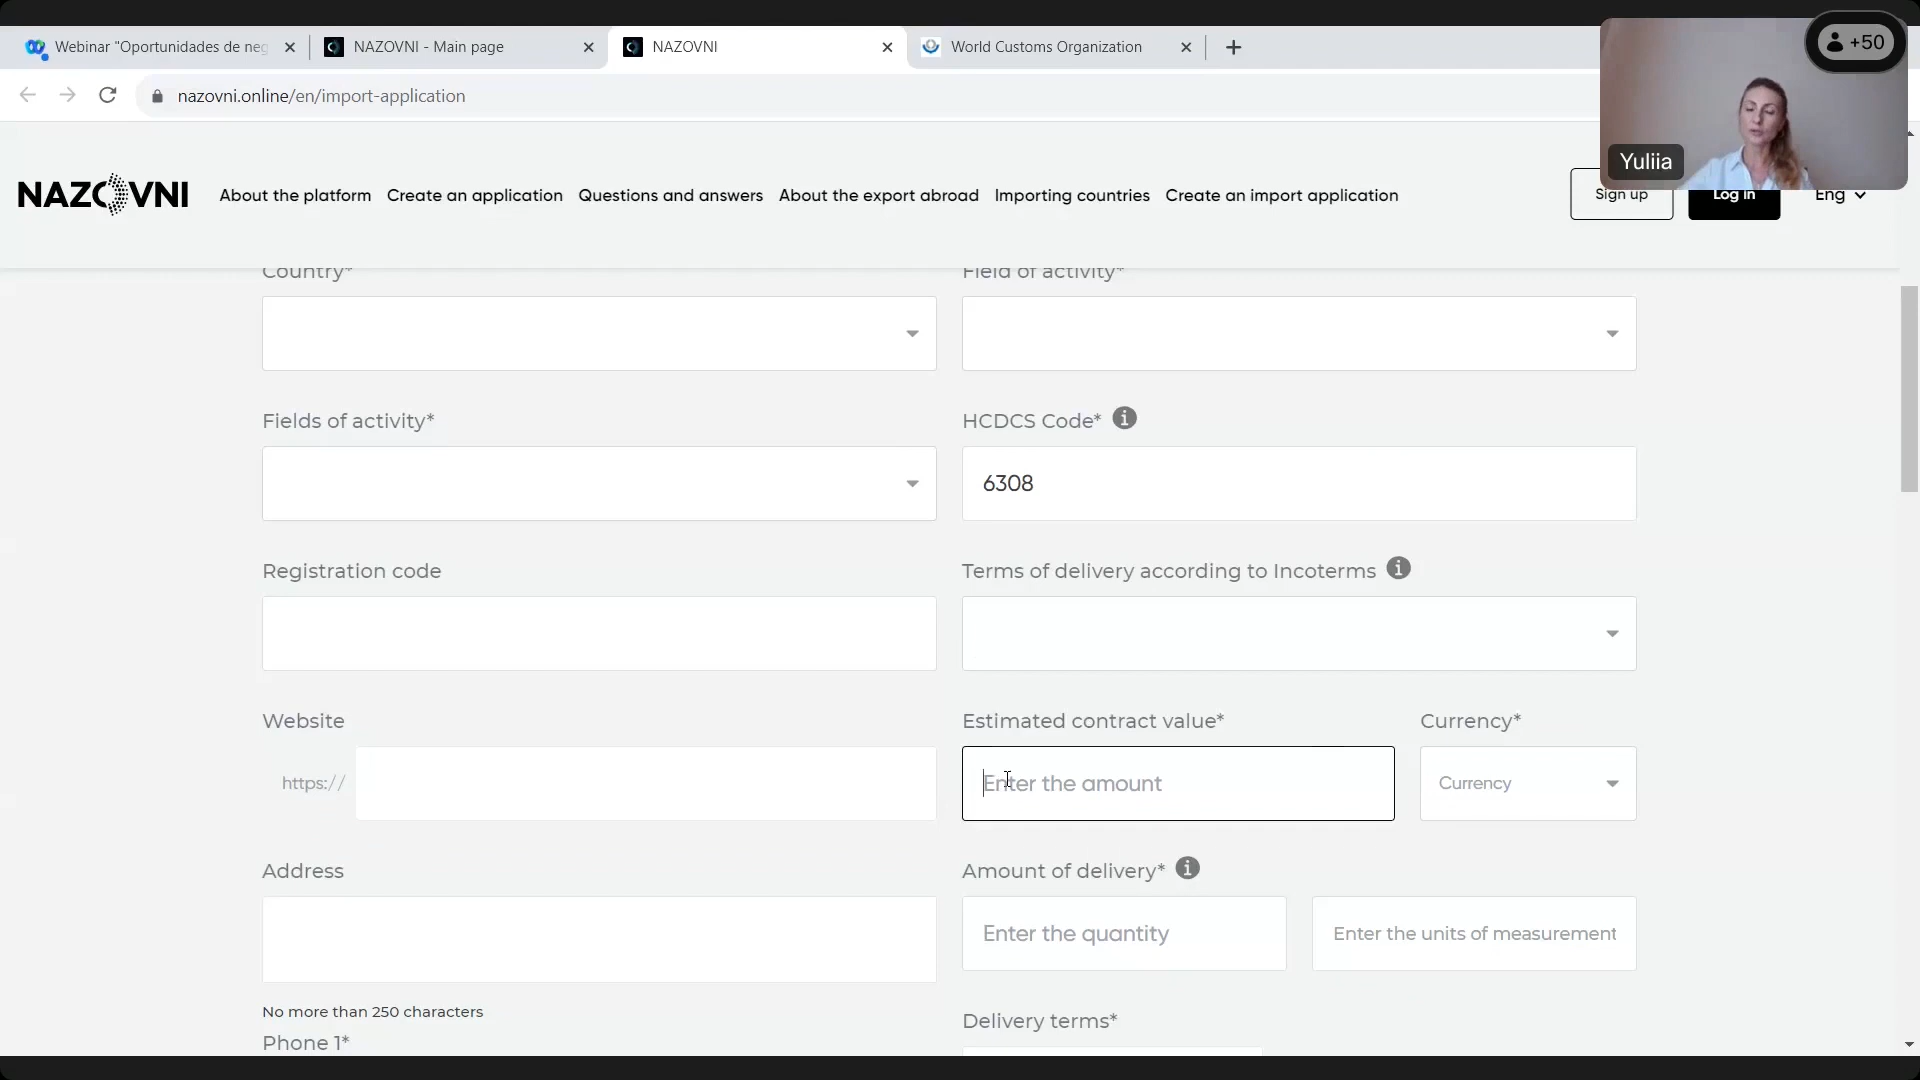 Webinar "Oportunidades de neg
NAZOVNI - Main page
NAZOVNI
World Customs Organization
+50
nazovni.online/en/import-application
Yuliia
NAZOVNI
About the platform
Create an application
Questions and answers
About the export abroad
Importing countries
Create an import application
Sign up
Log in
Eng
Country*
Field of activity*
Fields of activity*
HCDCS Code*
6308
Registration code
Terms of delivery according to Incoterms
Website
Estimated contract value*
Currency*
https://
Enter the amount
Currency
Address
Amount of delivery*
Enter the quantity
Enter the units of measurement
No more than 250 characters
Delivery terms*
Phone 1*